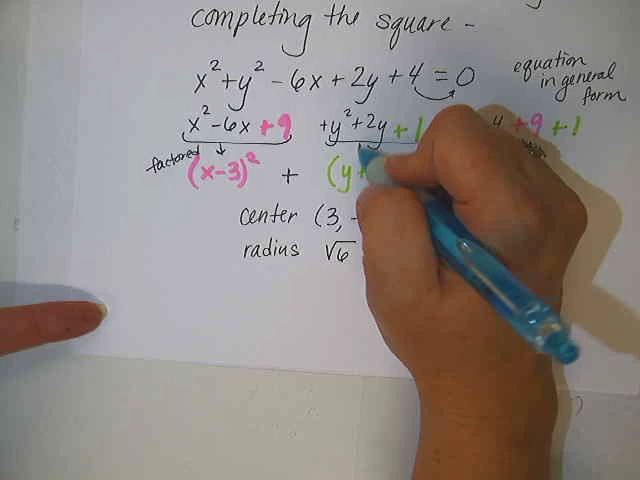 completing the square -
x² + y² - 6x + 2y + 4 = 0
equation in general form
x² - 6x + 9 + y² + 2y + 1 4 + 9 + 1
factored
(x - 3)² + (y +
center (3, -
radius √6